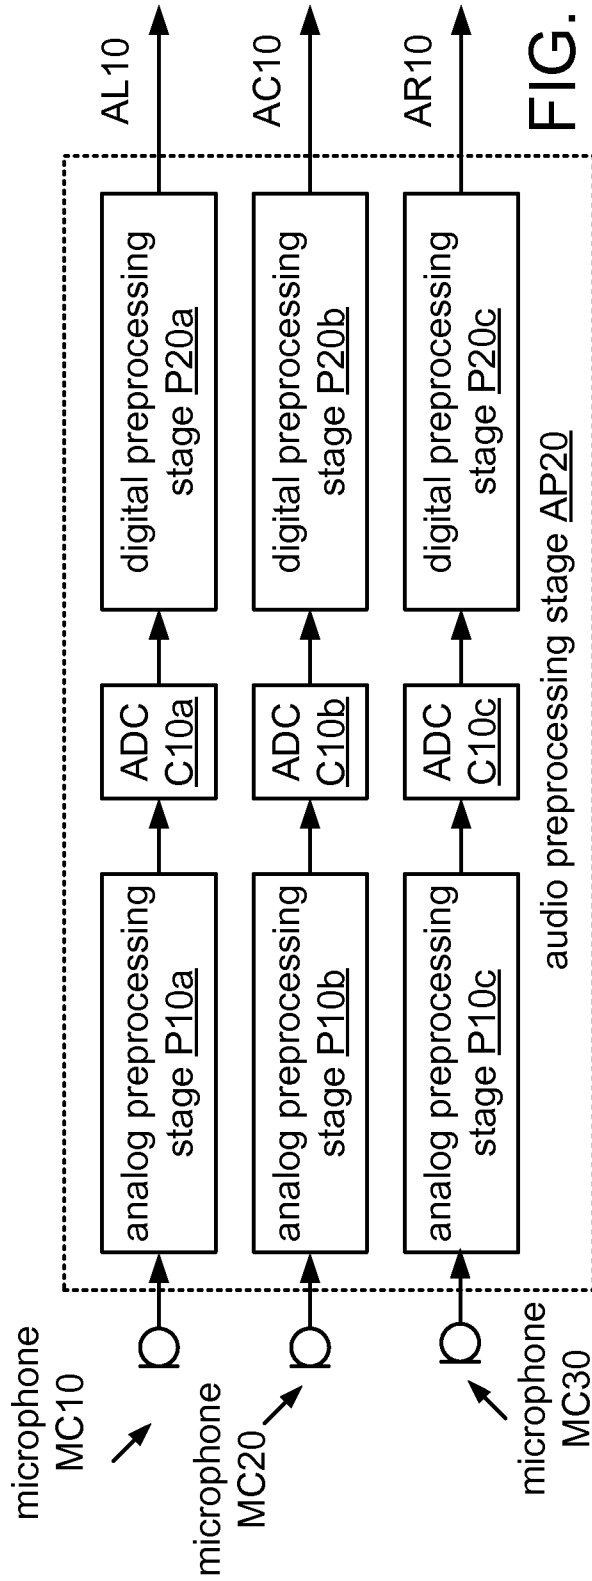 microphone
MC10
analog preprocessing
stage P10a
ADC
C10a
digital preprocessing
stage P20a
AL10
microphone
MC20
analog preprocessing
stage P10b
ADC
C10b
digital preprocessing
stage P20b
AC10
microphone
MC30
analog preprocessing
stage P10c
ADC
C10c
digital preprocessing
stage P20c
AR10
audio preprocessing stage AP20
FIG.